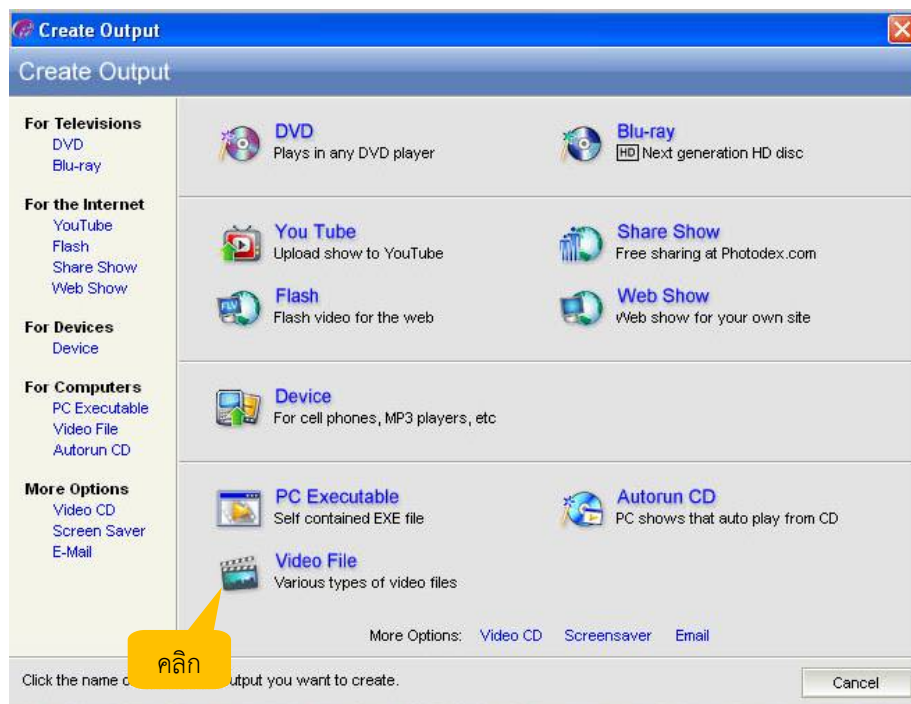 Create Output
Create Output
For Televisions
DVD
Blu-ray
For the Internet
YouTube
Flash
Share Show
Web Show
For Devices
Device
For Computers
PC Executable
Video File
Autorun CD
More Options
Video CD
Screen Saver
E-Mail
DVD
Plays in any DVD player
Blu-ray
HD Next generation HD disc
You Tube
Upload show to YouTube
Share Show
Free sharing at Photodex.com
Flash
Flash video for the web
Web Show
Web show for your own site
Device
For cell phones, MP3 players, etc
PC Executable
Self contained EXE file
Autorun CD
PC shows that auto play from CD
Video File
Various types of video files
More Options: Video CD Screensaver Email
คลิก
Click the name utput you want to create.
Cancel